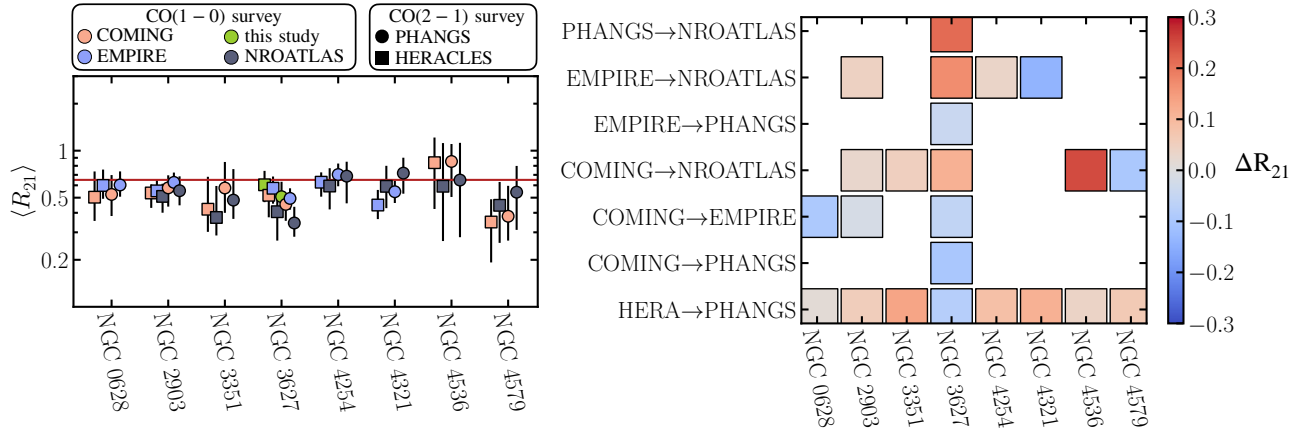 CO(1 − 0) survey
COMING
this study
EMPIRE
NROATLAS
CO(2 − 1) survey
PHANGS
HERACLES
⟨R21⟩
1
0.5
0.2
NGC 0628
NGC 2903
NGC 3351
NGC 3627
NGC 4254
NGC 4321
NGC 4536
NGC 4579
PHANGS→NROATLAS
EMPIRE→NROATLAS
EMPIRE→PHANGS
COMING→NROATLAS
COMING→EMPIRE
COMING→PHANGS
HERA→PHANGS
NGC 0628
NGC 2903
NGC 3351
NGC 3627
NGC 4254
NGC 4321
NGC 4536
NGC 4579
0.3
0.2
0.1
0.0
−0.1
−0.2
−0.3
ΔR21